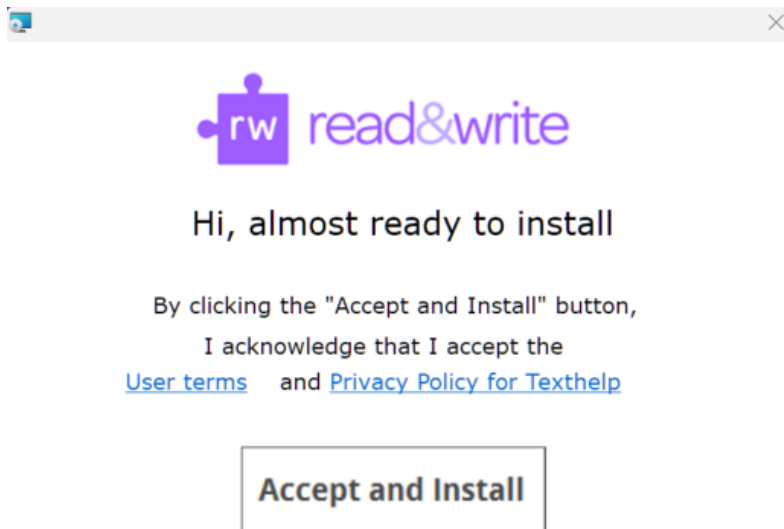 rw read&write
Hi, almost ready to install
By clicking the "Accept and Install" button,
I acknowledge that I accept the
User terms and Privacy Policy for Texthelp
Accept and Install